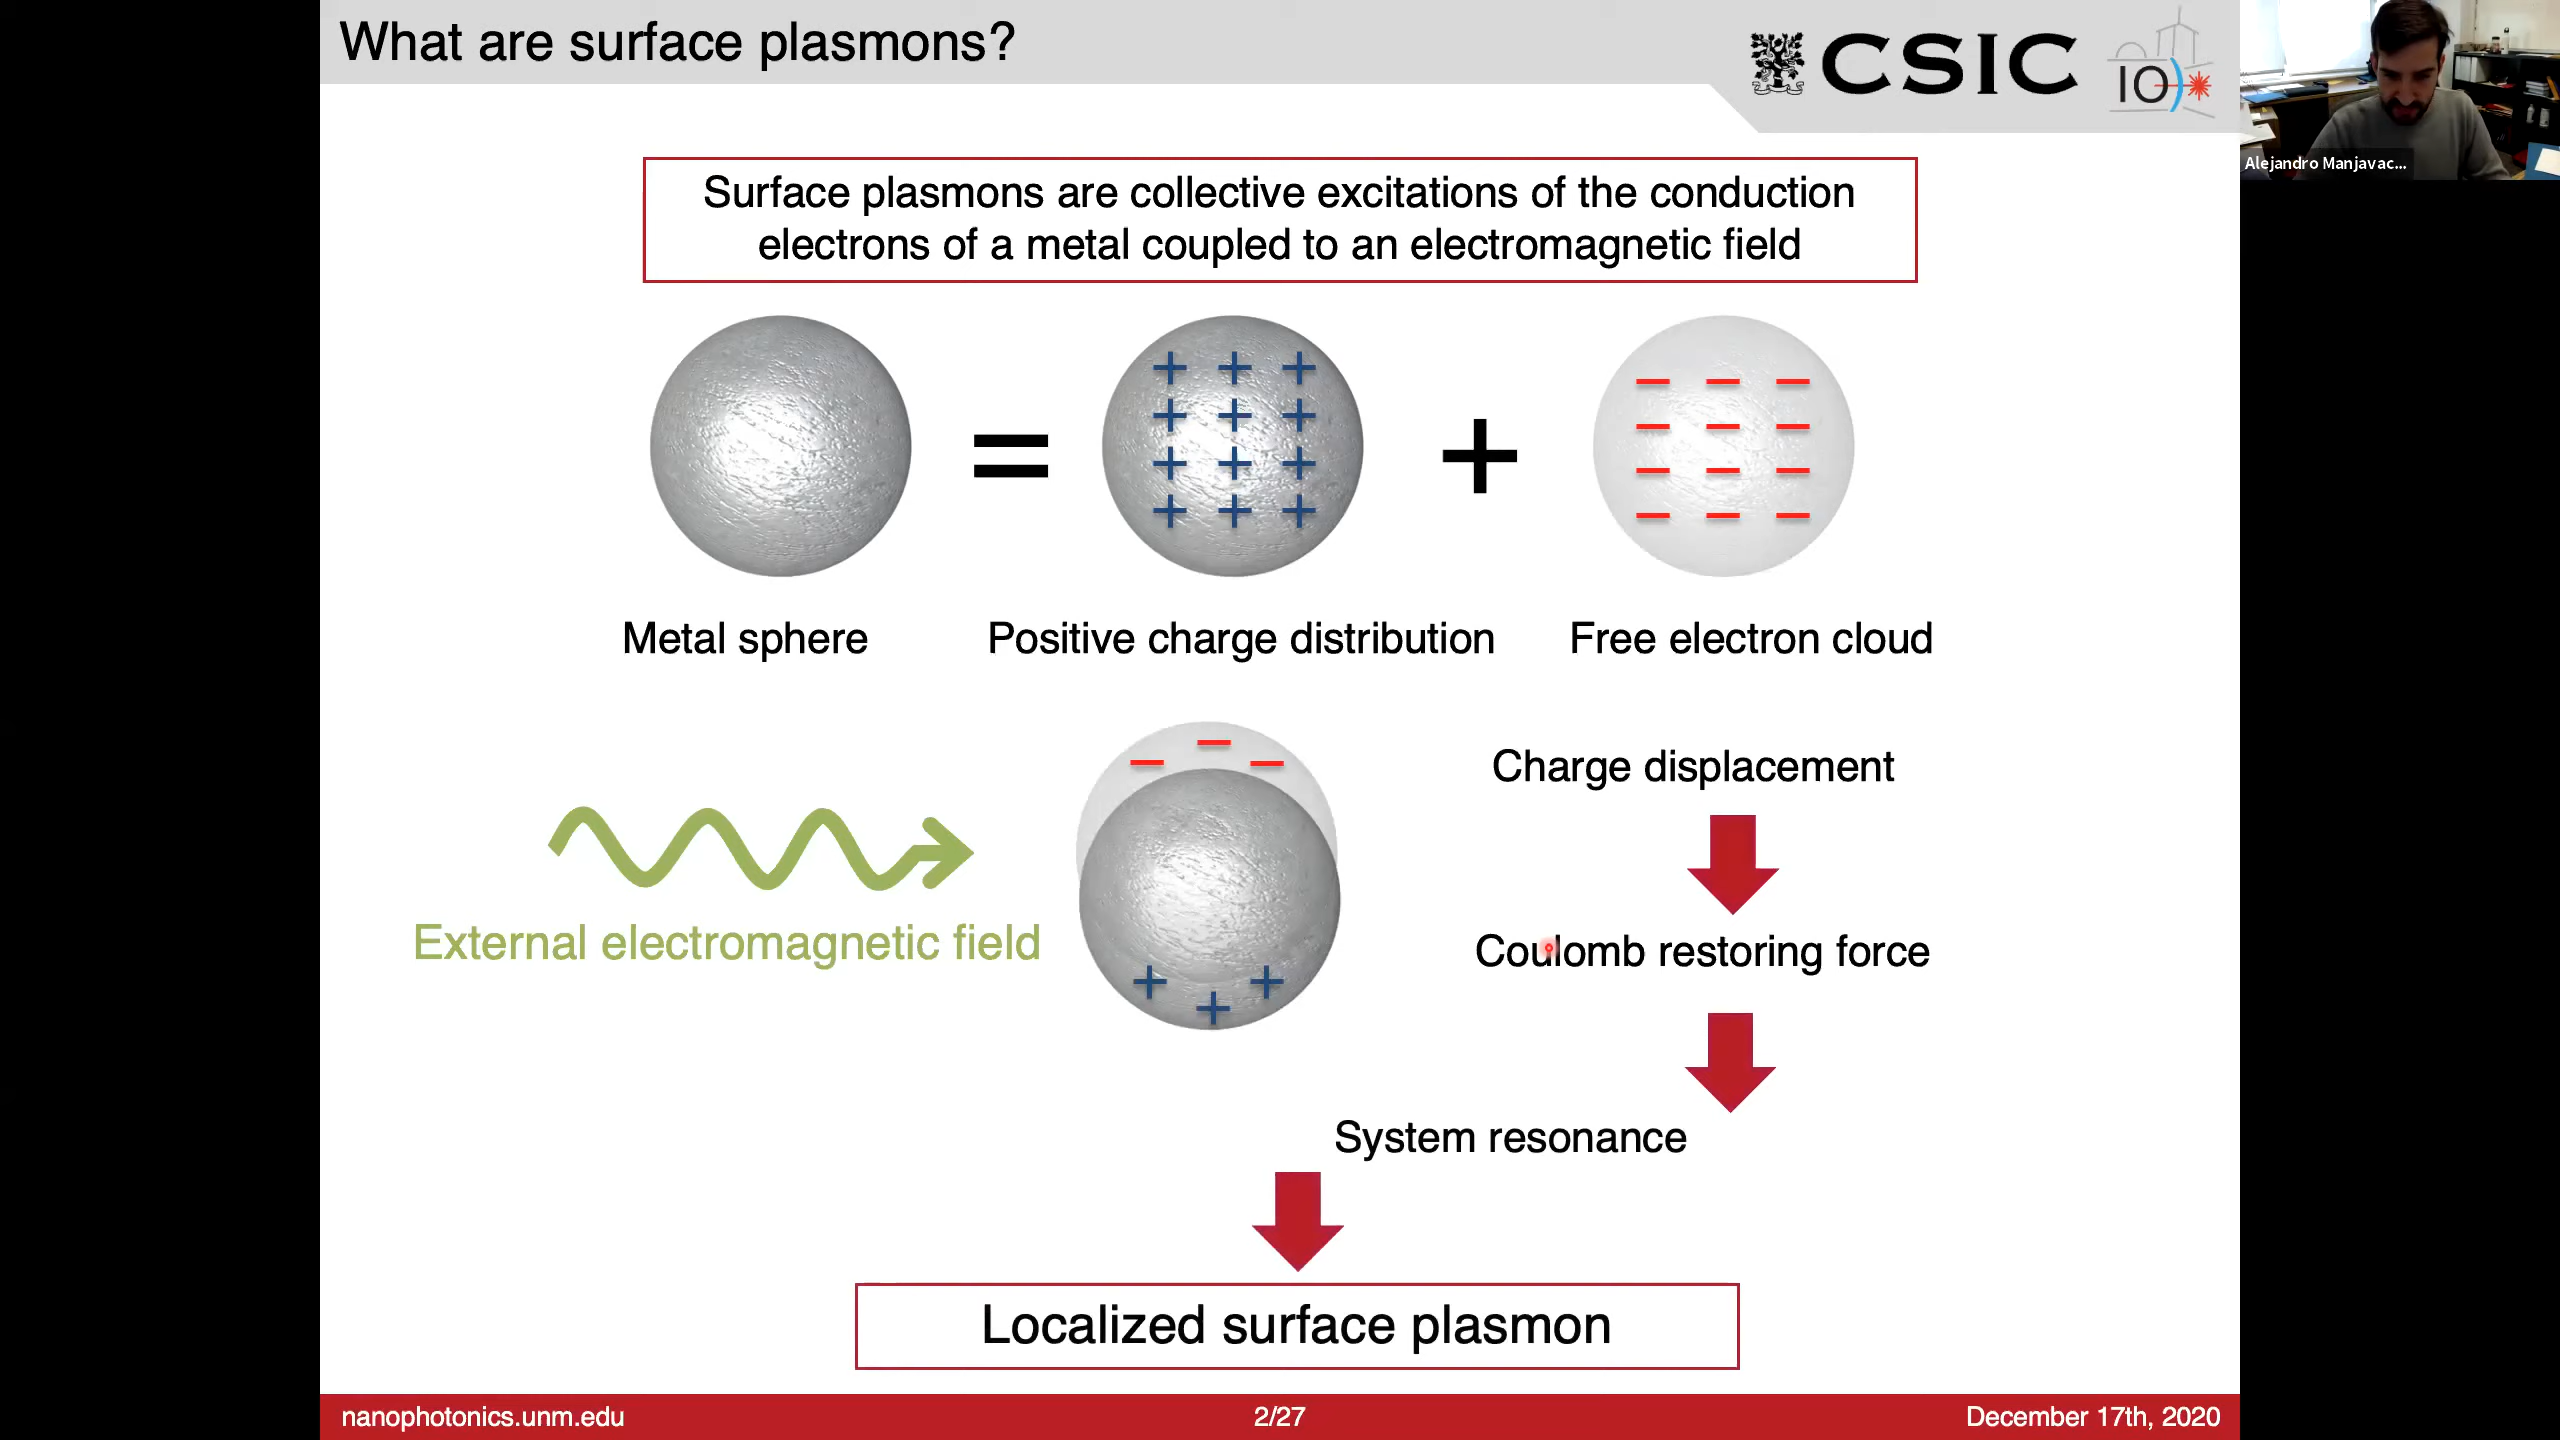 What are surface plasmons?
CSIC
IO
Alejandro Manjavac...
Surface plasmons are collective excitations of the conduction
electrons of a metal coupled to an electromagnetic field
Metal sphere
Positive charge distribution
Free electron cloud
Charge displacement
External electromagnetic field
Coulomb restoring force
System resonance
Localized surface plasmon
nanophotonics.unm.edu
2/27
December 17th, 2020